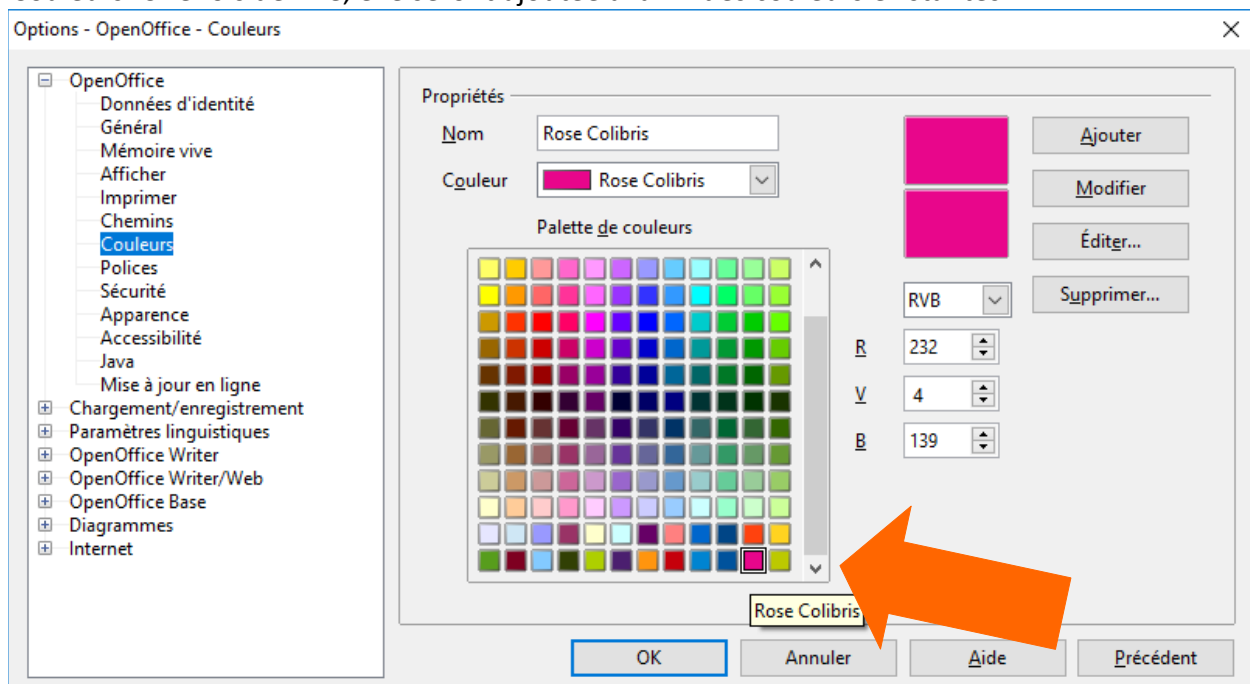 Options - OpenOffice - Couleurs
OpenOffice
Données d'identité
Général
Mémoire vive
Afficher
Imprimer
Chemins
Couleurs
Polices
Sécurité
Apparence
Accessibilité
Java
Mise à jour en ligne
Chargement/enregistrement
Paramètres linguistiques
OpenOffice Writer
OpenOffice Writer/Web
OpenOffice Base
Diagrammes
Internet
Propriétés
Nom Rose Colibris
Couleur Rose Colibris
Palette de couleurs
RVB
R 232
V 4
B 139
Ajouter
Modifier
Éditer...
Supprimer...
Rose Colibris
OK Annuler Aide Précédent